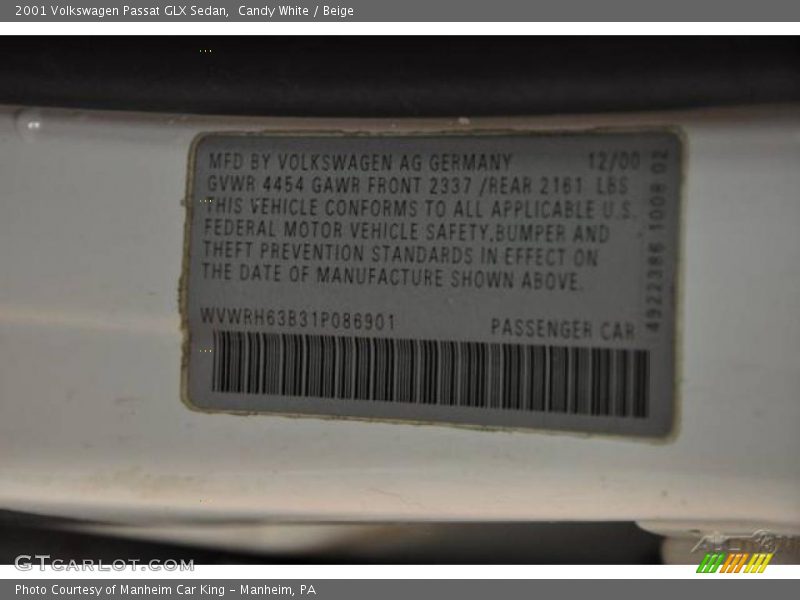 2001 Volkswagen Passat GLX Sedan,  Candy White / Beige
MFD BY VOLKSWAGEN AG GERMANY 12/00
GVWR 4454 GAWR FRONT 2337 /REAR 2161 LBS
THIS VEHICLE CONFORMS TO ALL APPLICABLE U.S.
FEDERAL MOTOR VEHICLE SAFETY,BUMPER AND
THEFT PREVENTION STANDARDS IN EFFECT ON
THE DATE OF MANUFACTURE SHOWN ABOVE.
WVWRH63B31P086901 PASSENGER CAR
4922386 1008 02
GTCARLOT.COM
Photo Courtesy of Manheim Car King - Manheim, PA